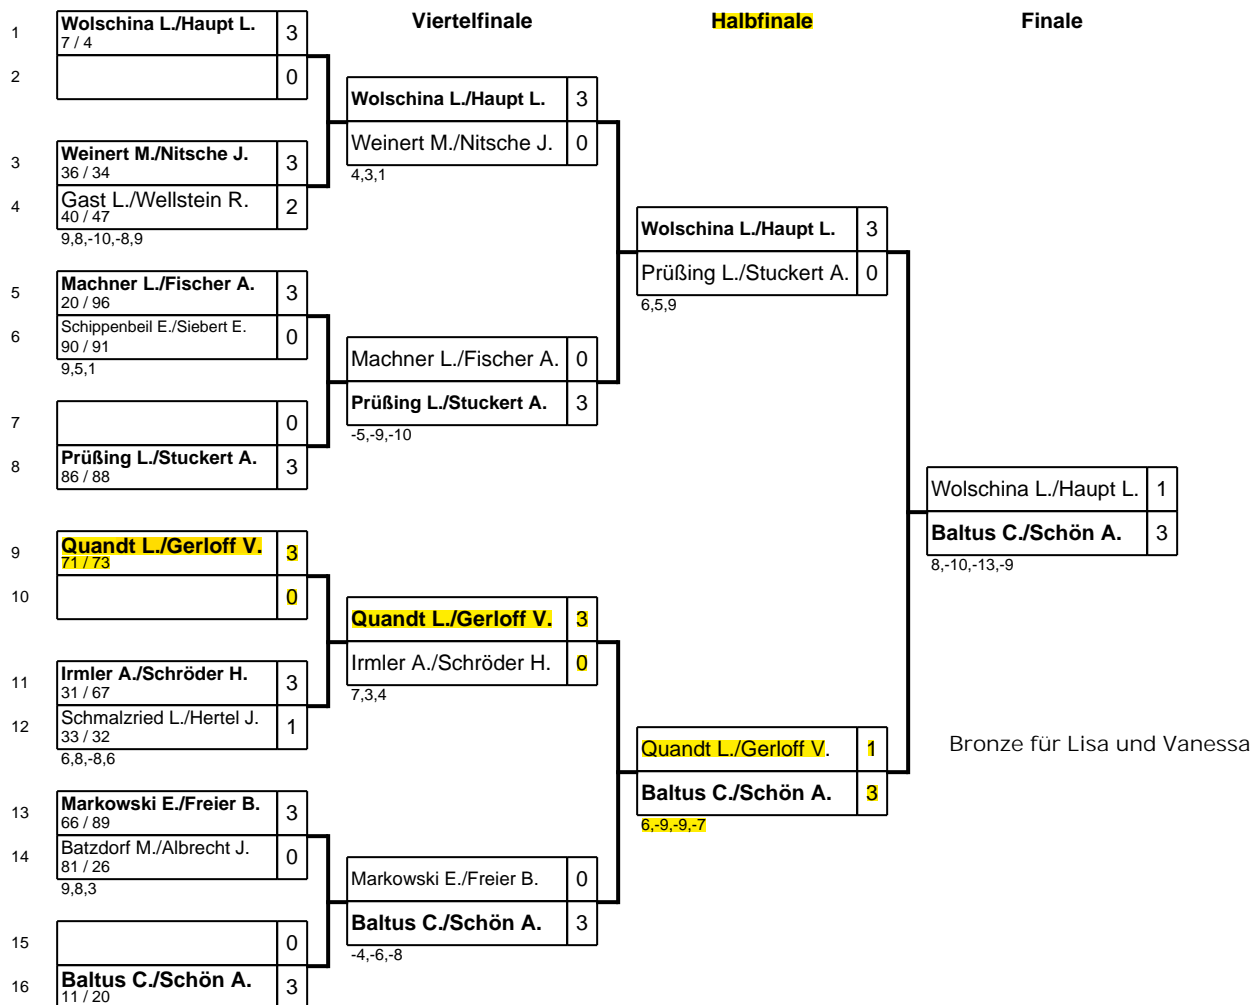 Viertelfinale
Halbfinale
Finale
1 Wolschina L./Haupt L. 3
7 / 4
2 0
3 Weinert M./Nitsche J. 3
36 / 34
4 Gast L./Wellstein R. 2
40 / 47
9,8,-10,-8,9
5 Machner L./Fischer A. 3
20 / 96
6 Schippenbeil E./Siebert E. 0
90 / 91
9,5,1
7 0
8 Prüßing L./Stuckert A. 3
86 / 88
9 Quandt L./Gerloff V. 3
71 / 73
10 0
11 Irmler A./Schröder H. 3
31 / 67
12 Schmalzried L./Hertel J. 1
33 / 32
6,8,-8,6
13 Markowski E./Freier B. 3
66 / 89
14 Batzdorf M./Albrecht J. 0
81 / 26
9,8,3
15 0
16 Baltus C./Schön A. 3
11 / 20
Wolschina L./Haupt L. 3
Weinert M./Nitsche J. 0
4,3,1
Machner L./Fischer A. 0
Prüßing L./Stuckert A. 3
-5,-9,-10
Quandt L./Gerloff V. 3
Irmler A./Schröder H. 0
7,3,4
Markowski E./Freier B. 0
Baltus C./Schön A. 3
-4,-6,-8
Wolschina L./Haupt L. 3
Prüßing L./Stuckert A. 0
6,5,9
Quandt L./Gerloff V. 1
Baltus C./Schön A. 3
6,-9,-9,-7
Wolschina L./Haupt L. 1
Baltus C./Schön A. 3
8,-10,-13,-9
Bronze für Lisa und Vanessa